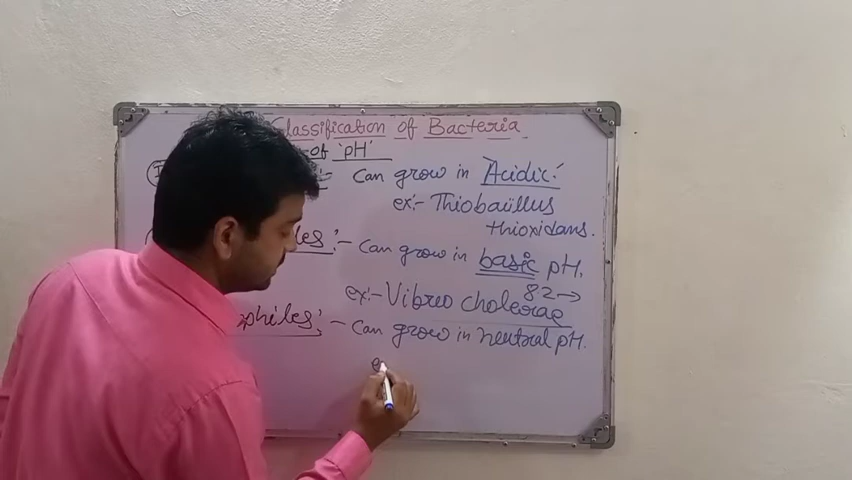 Classification of Bacteria
of 'pH'
Can grow in Acidic:
ex:- Thiobacillus
thioxidans.
les:- Can grow in basic pH,
82→
ex:- Vibreo cholerae
ophiles:- Can grow in neutral pH.
e